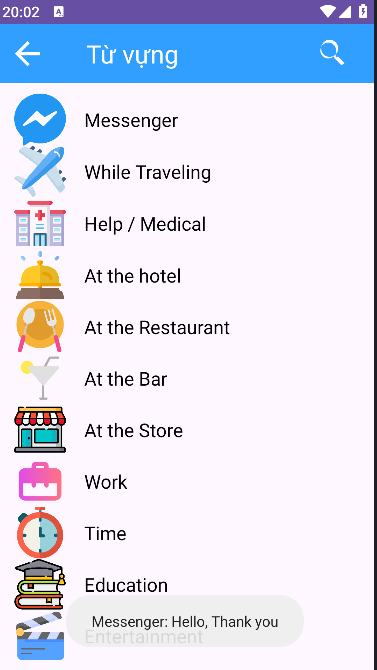 20:02 A
Từ vựng
Messenger
While Traveling
Help / Medical
At the hotel
At the Restaurant
At the Bar
At the Store
Work
Time
Education
Messenger: Hello, Thank you
Entertainment